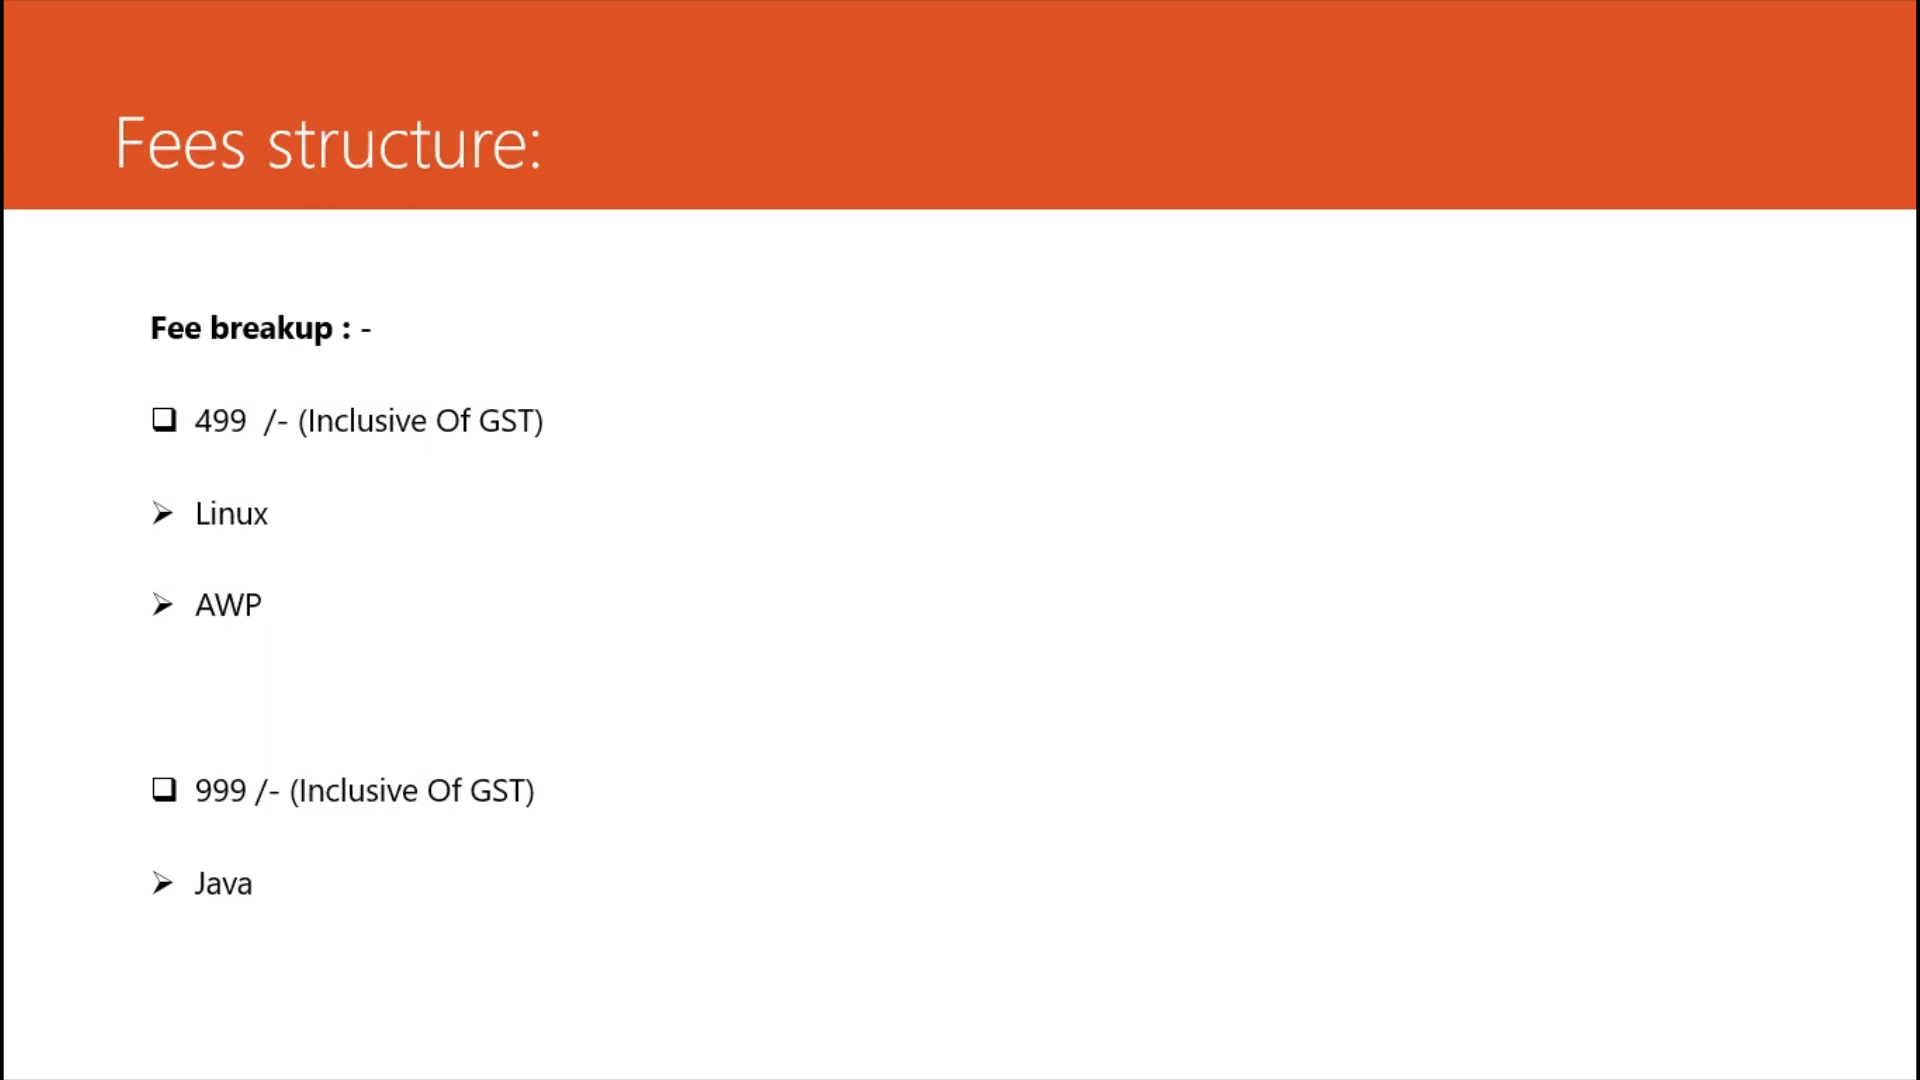 Fees structure:
Fee breakup : -
499  /- (Inclusive Of GST)
Linux
AWP
999 /- (Inclusive Of GST)
Java